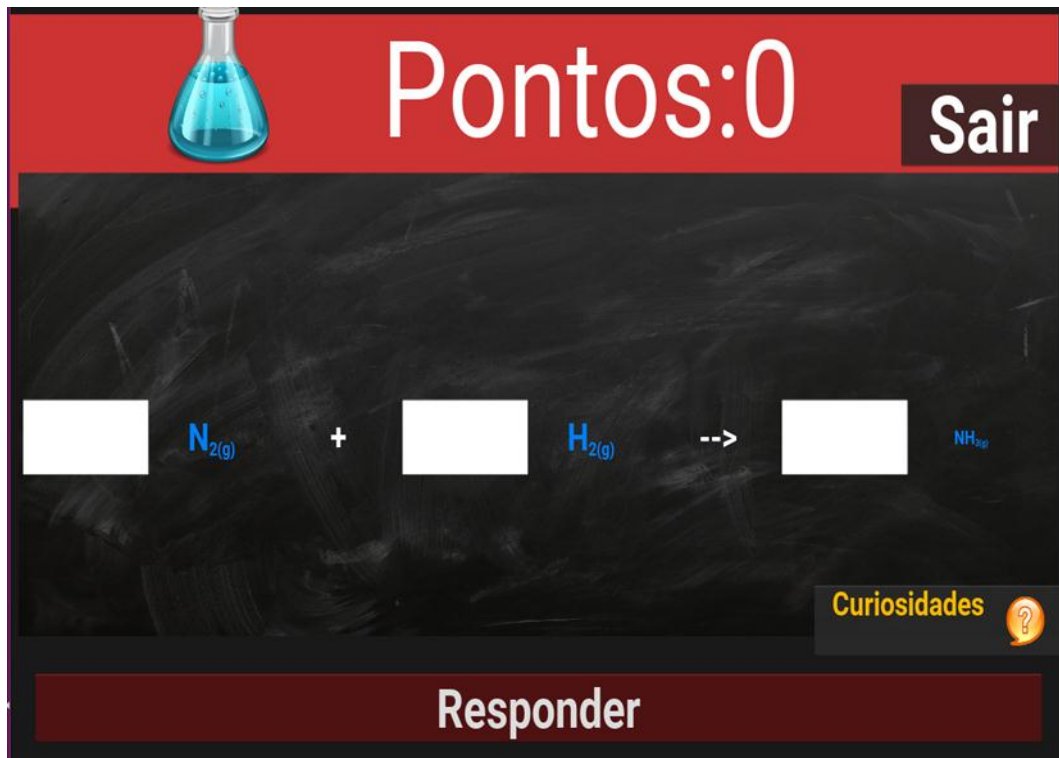 Pontos:0
Sair
N2(g) + H2(g) --> NH3(g)
Curiosidades ?
Responder